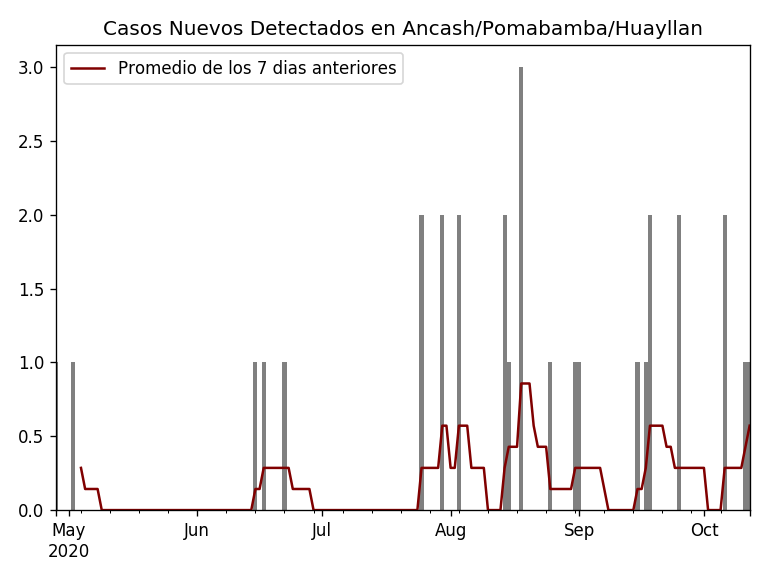 Casos Nuevos Detectados en Ancash/Pomabamba/Huayllan
Promedio de los 7 dias anteriores
3.0
2.5
2.0
1.5
1.0
0.5
0.0
May Jun Jul Aug Sep Oct
2020